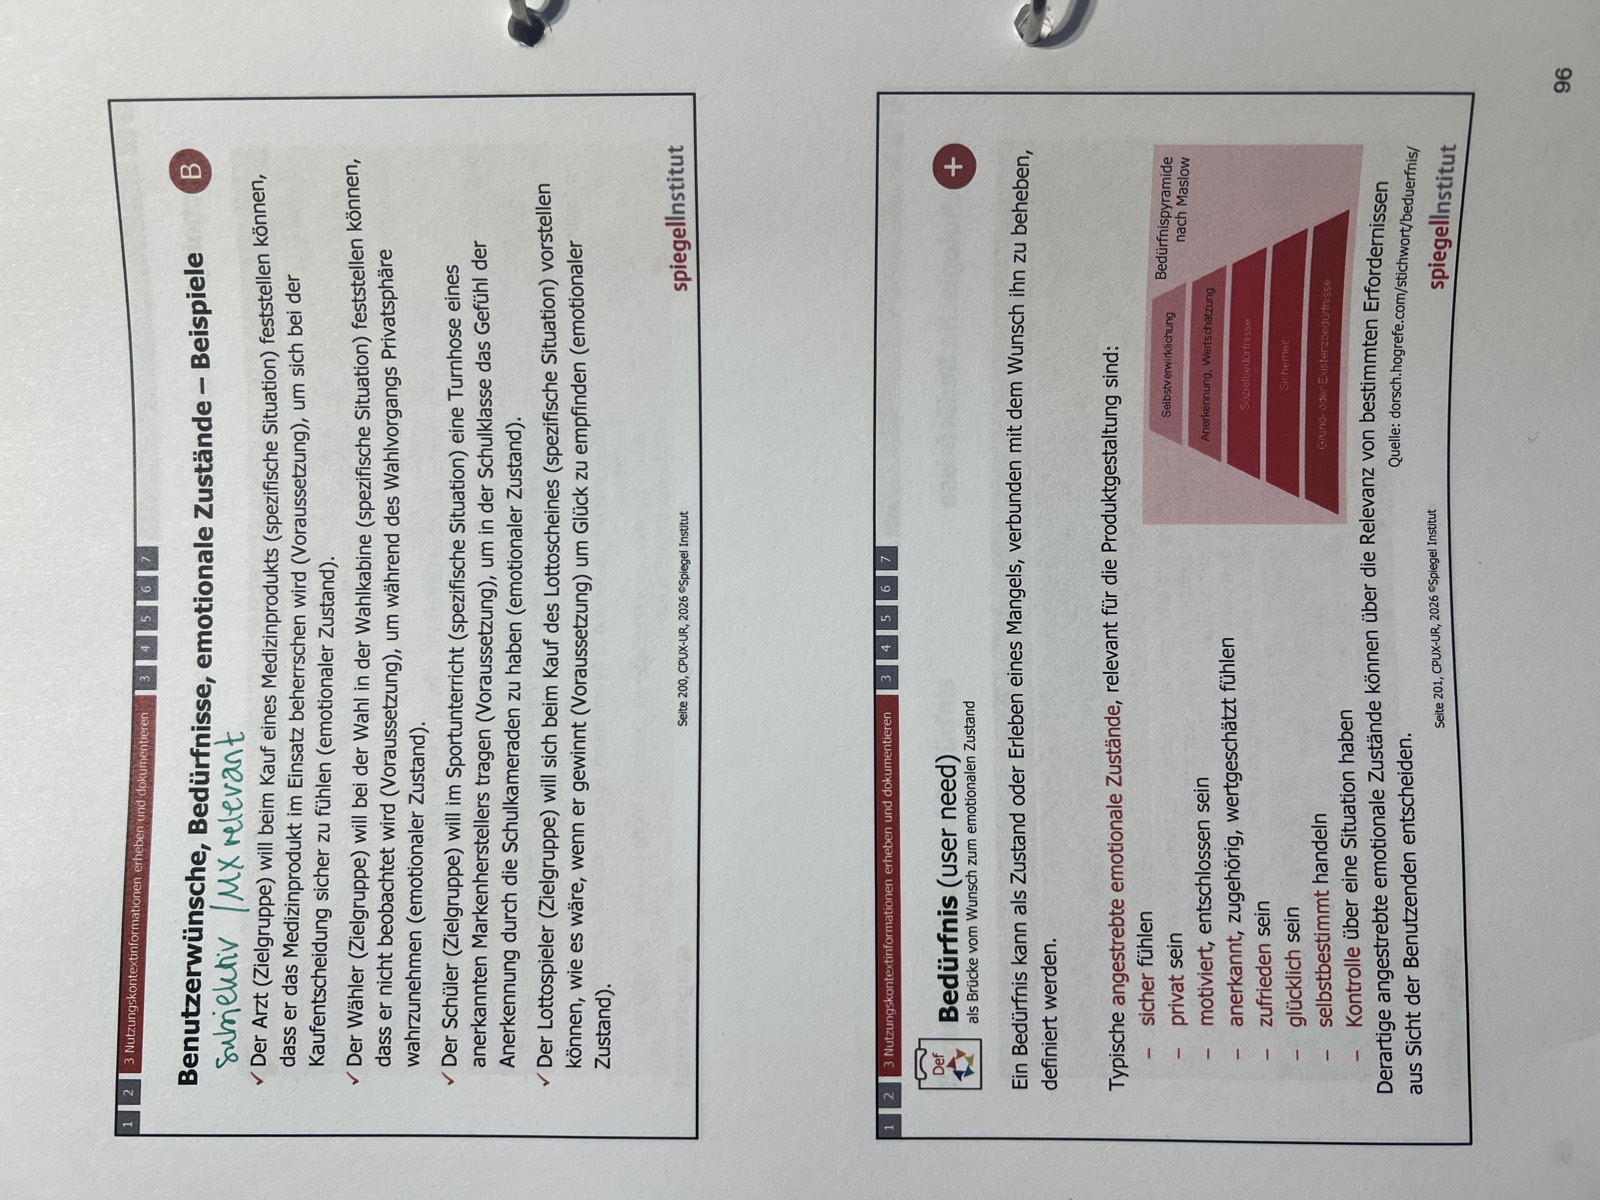 1 2 3 Nutzungskontextinformationen erheben und dokumentieren 3 4 5 6 7
Benutzerwünsche, Bedürfnisse, emotionale Zustände – Beispiele
B
subjektiv / MX relevant
✓ Der Arzt (Zielgruppe) will beim Kauf eines Medizinprodukts (spezifische Situation) feststellen können,
dass er das Medizinprodukt im Einsatz beherrschen wird (Voraussetzung), um sich bei der
Kaufentscheidung sicher zu fühlen (emotionaler Zustand).
✓ Der Wähler (Zielgruppe) will bei der Wahl in der Wahlkabine (spezifische Situation) feststellen können,
dass er nicht beobachtet wird (Voraussetzung), um während des Wahlvorgangs Privatsphäre
wahrzunehmen (emotionaler Zustand).
✓ Der Schüler (Zielgruppe) will im Sportunterricht (spezifische Situation) eine Turnhose eines
anerkannten Markenherstellers tragen (Voraussetzung), um in der Schulklasse das Gefühl der
Anerkennung durch die Schulkameraden zu haben (emotionaler Zustand).
✓ Der Lottospieler (Zielgruppe) will sich beim Kauf des Lottoscheines (spezifische Situation) vorstellen
können, wie es wäre, wenn er gewinnt (Voraussetzung) um Glück zu empfinden (emotionaler
Zustand).
Seite 200, CPUX-UR, 2026 ©Spiegel Institut
spiegelInstitut
1 2 3 Nutzungskontextinformationen erheben und dokumentieren 3 4 5 6 7
Def
Bedürfnis (user need)
als Brücke vom Wunsch zum emotionalen Zustand
+
Ein Bedürfnis kann als Zustand oder Erleben eines Mangels, verbunden mit dem Wunsch ihn zu beheben,
definiert werden.
Typische angestrebte emotionale Zustände, relevant für die Produktgestaltung sind:
– sicher fühlen
– privat sein
– motiviert, entschlossen sein
– anerkannt, zugehörig, wertgeschätzt fühlen
– zufrieden sein
– glücklich sein
– selbstbestimmt handeln
– Kontrolle über eine Situation haben
Bedürfnispyramide
nach Maslow
Selbstverwirklichung
Anerkennung, Wertschätzung
Sozialbedürfnisse
Sicherheit
Grund- oder Existenzbedürfnisse
Derartige angestrebte emotionale Zustände können über die Relevanz von bestimmten Erfordernissen
aus Sicht der Benutzenden entscheiden.
Quelle: dorsch.hogrefe.com/stichwort/beduerfnis/
Seite 201, CPUX-UR, 2026 ©Spiegel Institut
spiegelInstitut
96